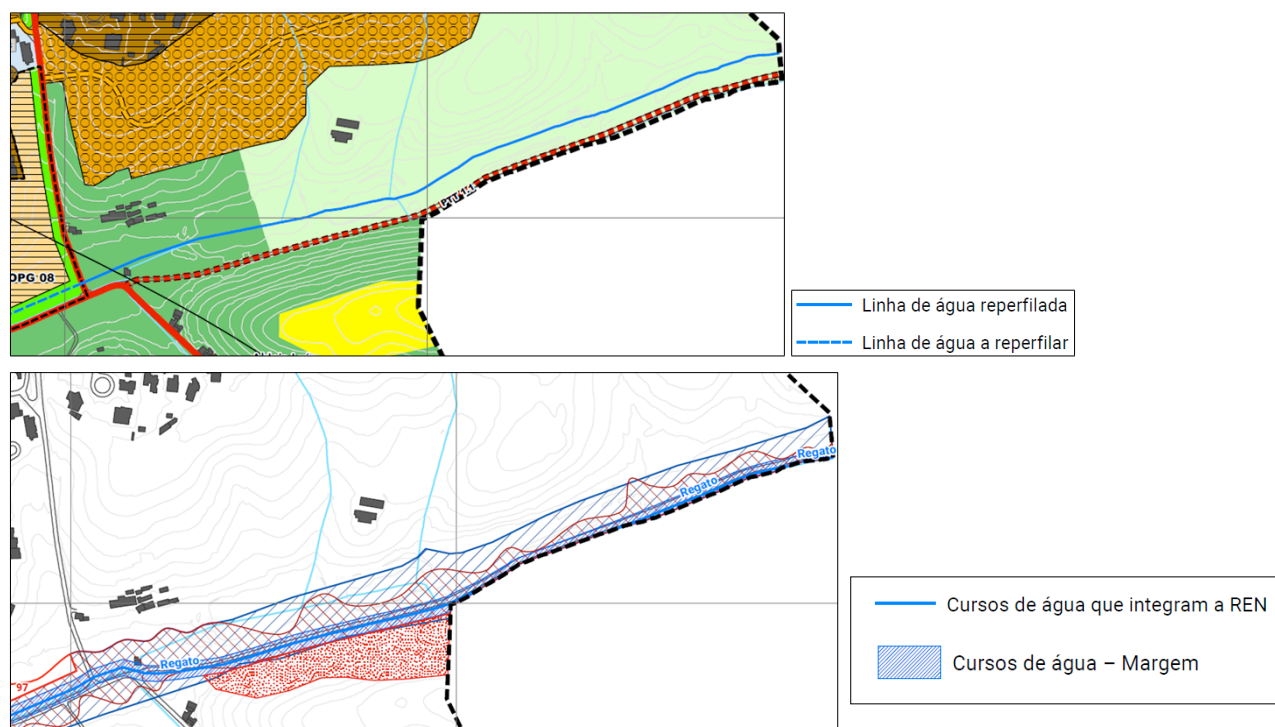 OPG 08
Linha de água reperfilada
Linha de água a reperfilar
Regato
Regato
Cursos de água que integram a REN
Cursos de água – Margem
Regato
97